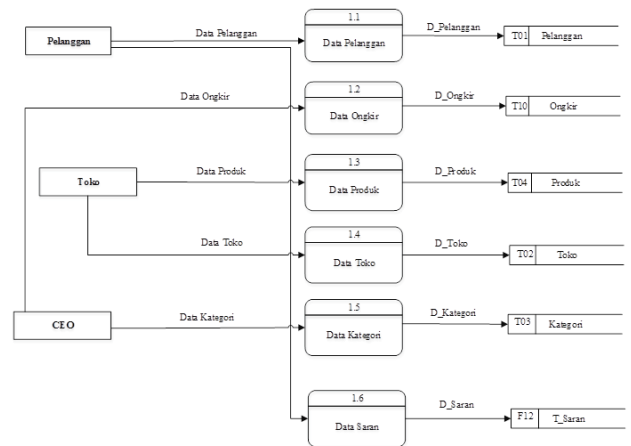 Pelanggan
Data Pelanggan
1.1
Data Pelanggan
D_Pelanggan
T01 Pelanggan
Data Ongkir
1.2
Data Ongkir
D_Ongkir
T10 Ongkir
Toko
Data Produk
1.3
Data Produk
D_Produk
T04 Produk
Data Toko
1.4
Data Toko
D_Toko
T02 Toko
CEO
Data Kategori
1.5
Data Kategori
D_Kategori
T03 Kategori
1.6
Data Saran
D_Saran
F12 T_Saran